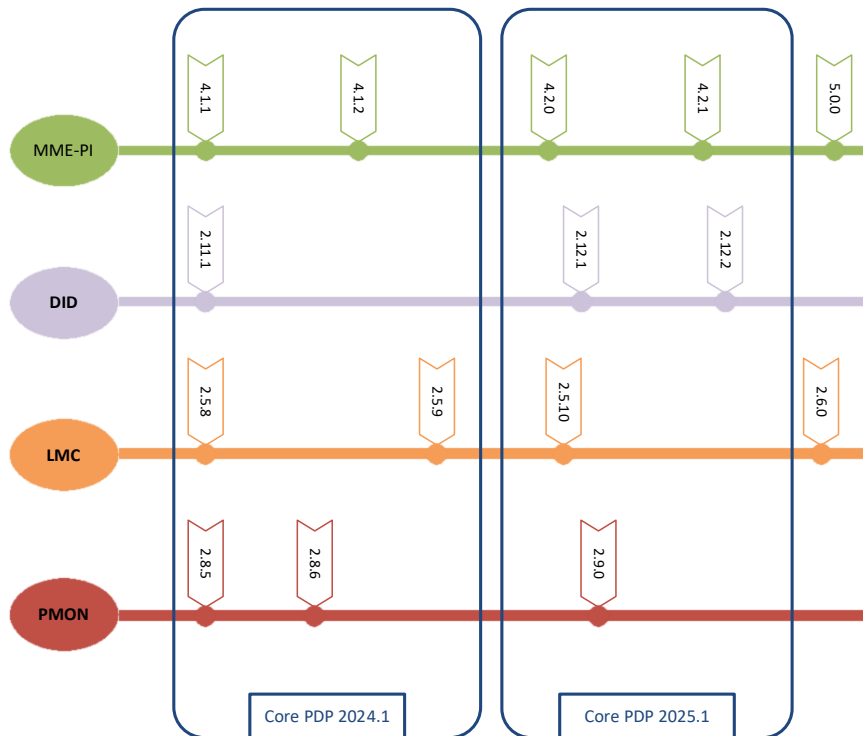 4.1.1
4.1.2
4.2.0
4.2.1
5.0.0
MME-PI
2.11.1
2.12.1
2.12.2
DID
2.5.8
2.5.9
2.5.10
2.6.0
LMC
2.8.5
2.8.6
2.9.0
PMON
Core PDP 2024.1
Core PDP 2025.1